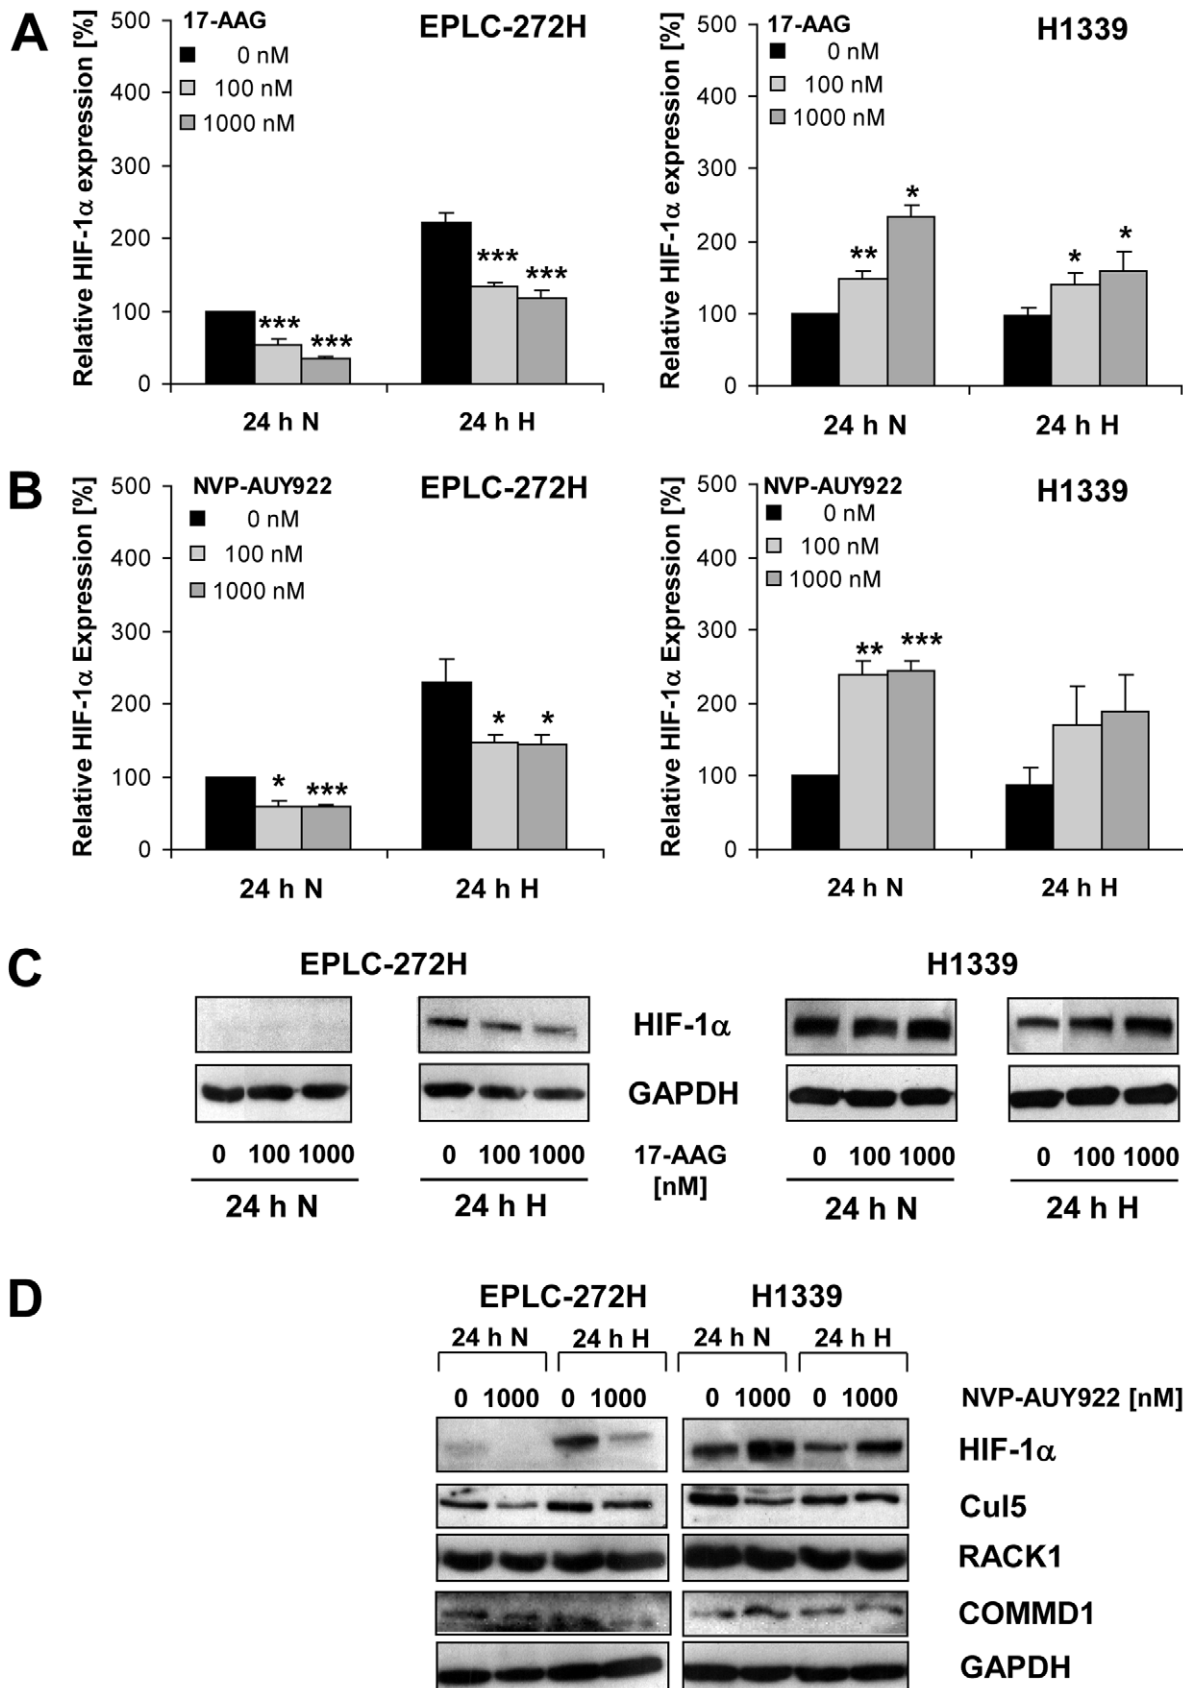 A
Relative HIF-1α expression [%]
500
400
300
200
100
0
17-AAG
0 nM
100 nM
1000 nM
EPLC-272H
*** ***
*** ***
24 h N 24 h H
Relative HIF-1α expression [%]
500
400
300
200
100
0
17-AAG
0 nM
100 nM
1000 nM
H1339
** *
* *
24 h N 24 h H
B
Relative HIF-1α Expression [%]
500
400
300
200
100
0
NVP-AUY922
0 nM
100 nM
1000 nM
EPLC-272H
* ***
* *
24 h N 24 h H
Relative HIF-1α Expression [%]
500
400
300
200
100
0
NVP-AUY922
0 nM
100 nM
1000 nM
H1339
** ***
24 h N 24 h H
C
EPLC-272H H1339
HIF-1α
GAPDH
0 100 1000 0 100 1000 17-AAG 0 100 1000 0 100 1000
[nM]
24 h N 24 h H 24 h N 24 h H
D
EPLC-272H H1339
24 h N 24 h H 24 h N 24 h H
0 1000 0 1000 0 1000 0 1000 NVP-AUY922 [nM]
HIF-1α
Cul5
RACK1
COMMD1
GAPDH